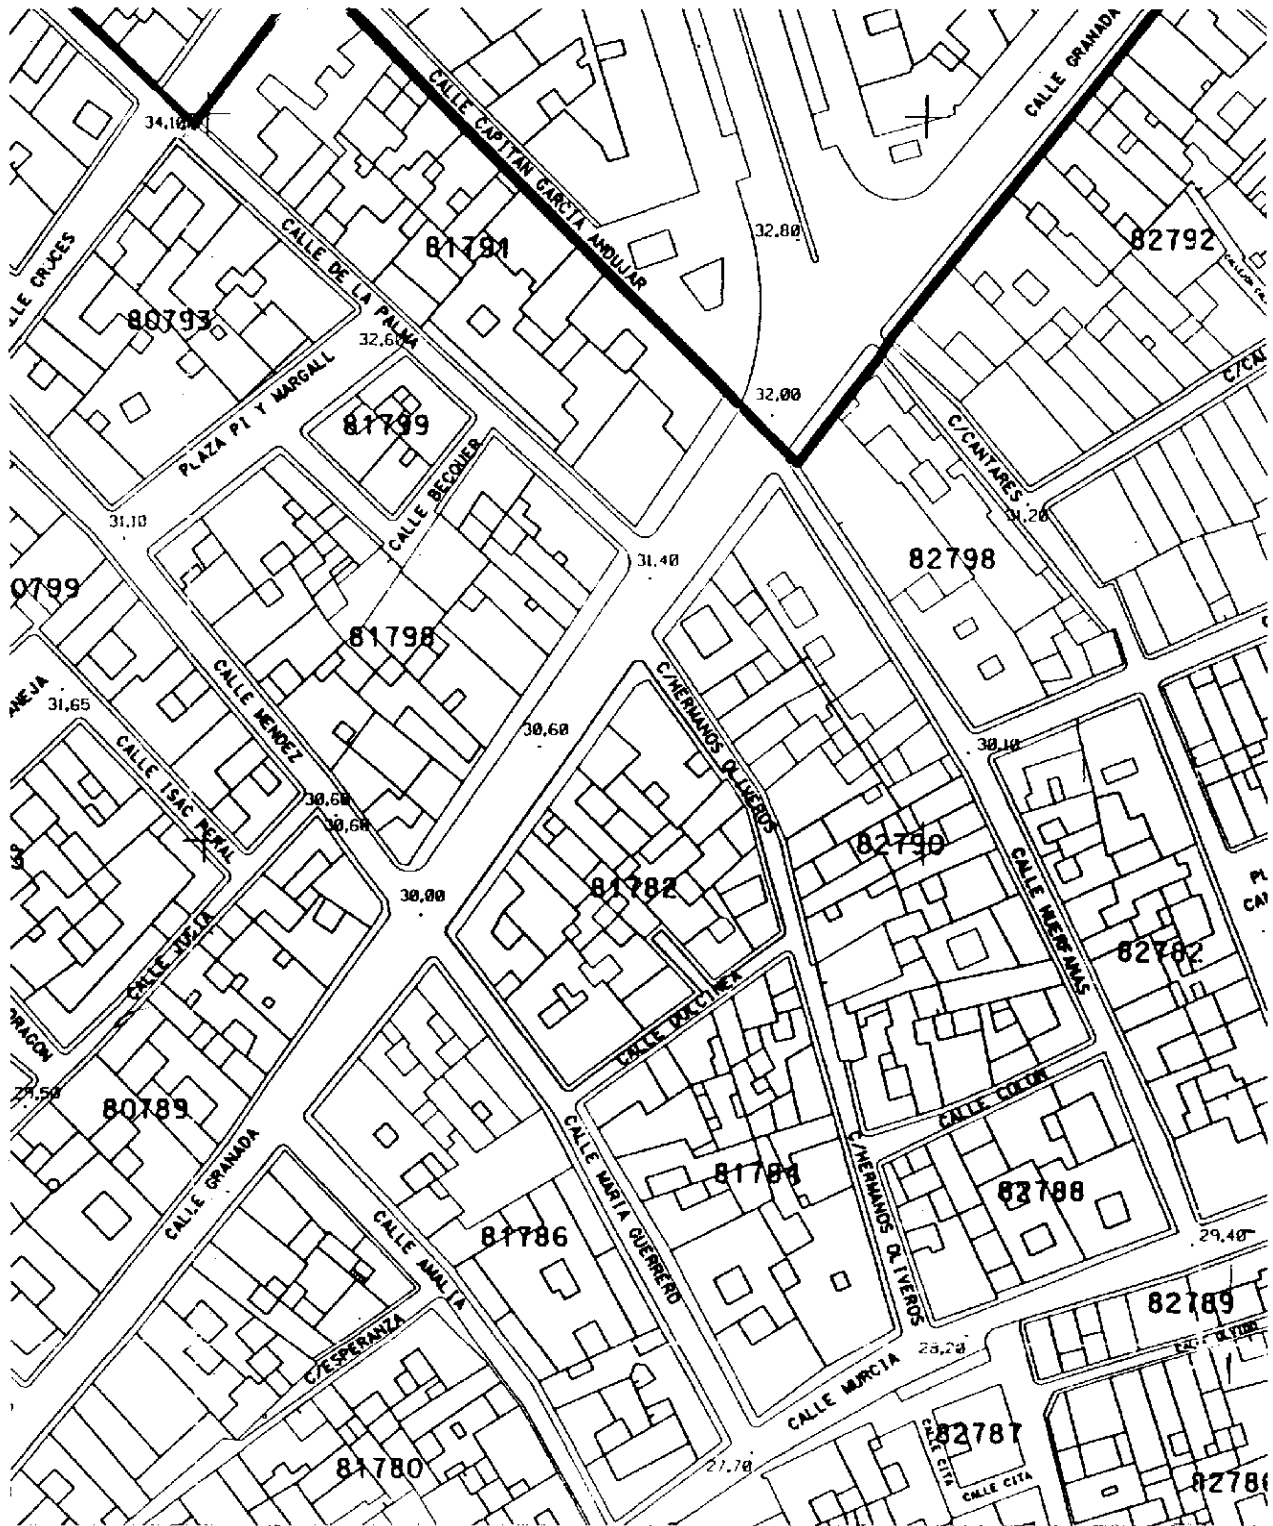 CALLE GRANADA
CALLE CAPITAN GARCIA ANDUJAR
34.10
CALLE DE LA PALMA
81791
32.80
82792
80793
32.60
PLAZA PI Y MARGALL
81799
32.00
C/CANTARES
CALLE BECQUER
31.10
31.20
31.40
82798
0799
81798
CALLE MENDEZ
C/HERMANOS OLIVEROS
ANEJA
31.65
30.60
30.10
CALLE ISAC PERAL
30.60
30.60
82790
CALLE HUERFANAS
81782
30.00
CALLE JULIA
82782
CALLE DULCINEA
DRAGON
29.50
80789
CALLE COLON
CALLE GRANADA
CALLE MARIA GUERRERO
81784
C/HERMANOS OLIVEROS
82788
81786
CALLE AMALIA
29.40
82789
C/ESPERANZA
28.20
CALLE MURCIA
82787
CALLE CITA
CALLE CITA
81780
27.70
8278